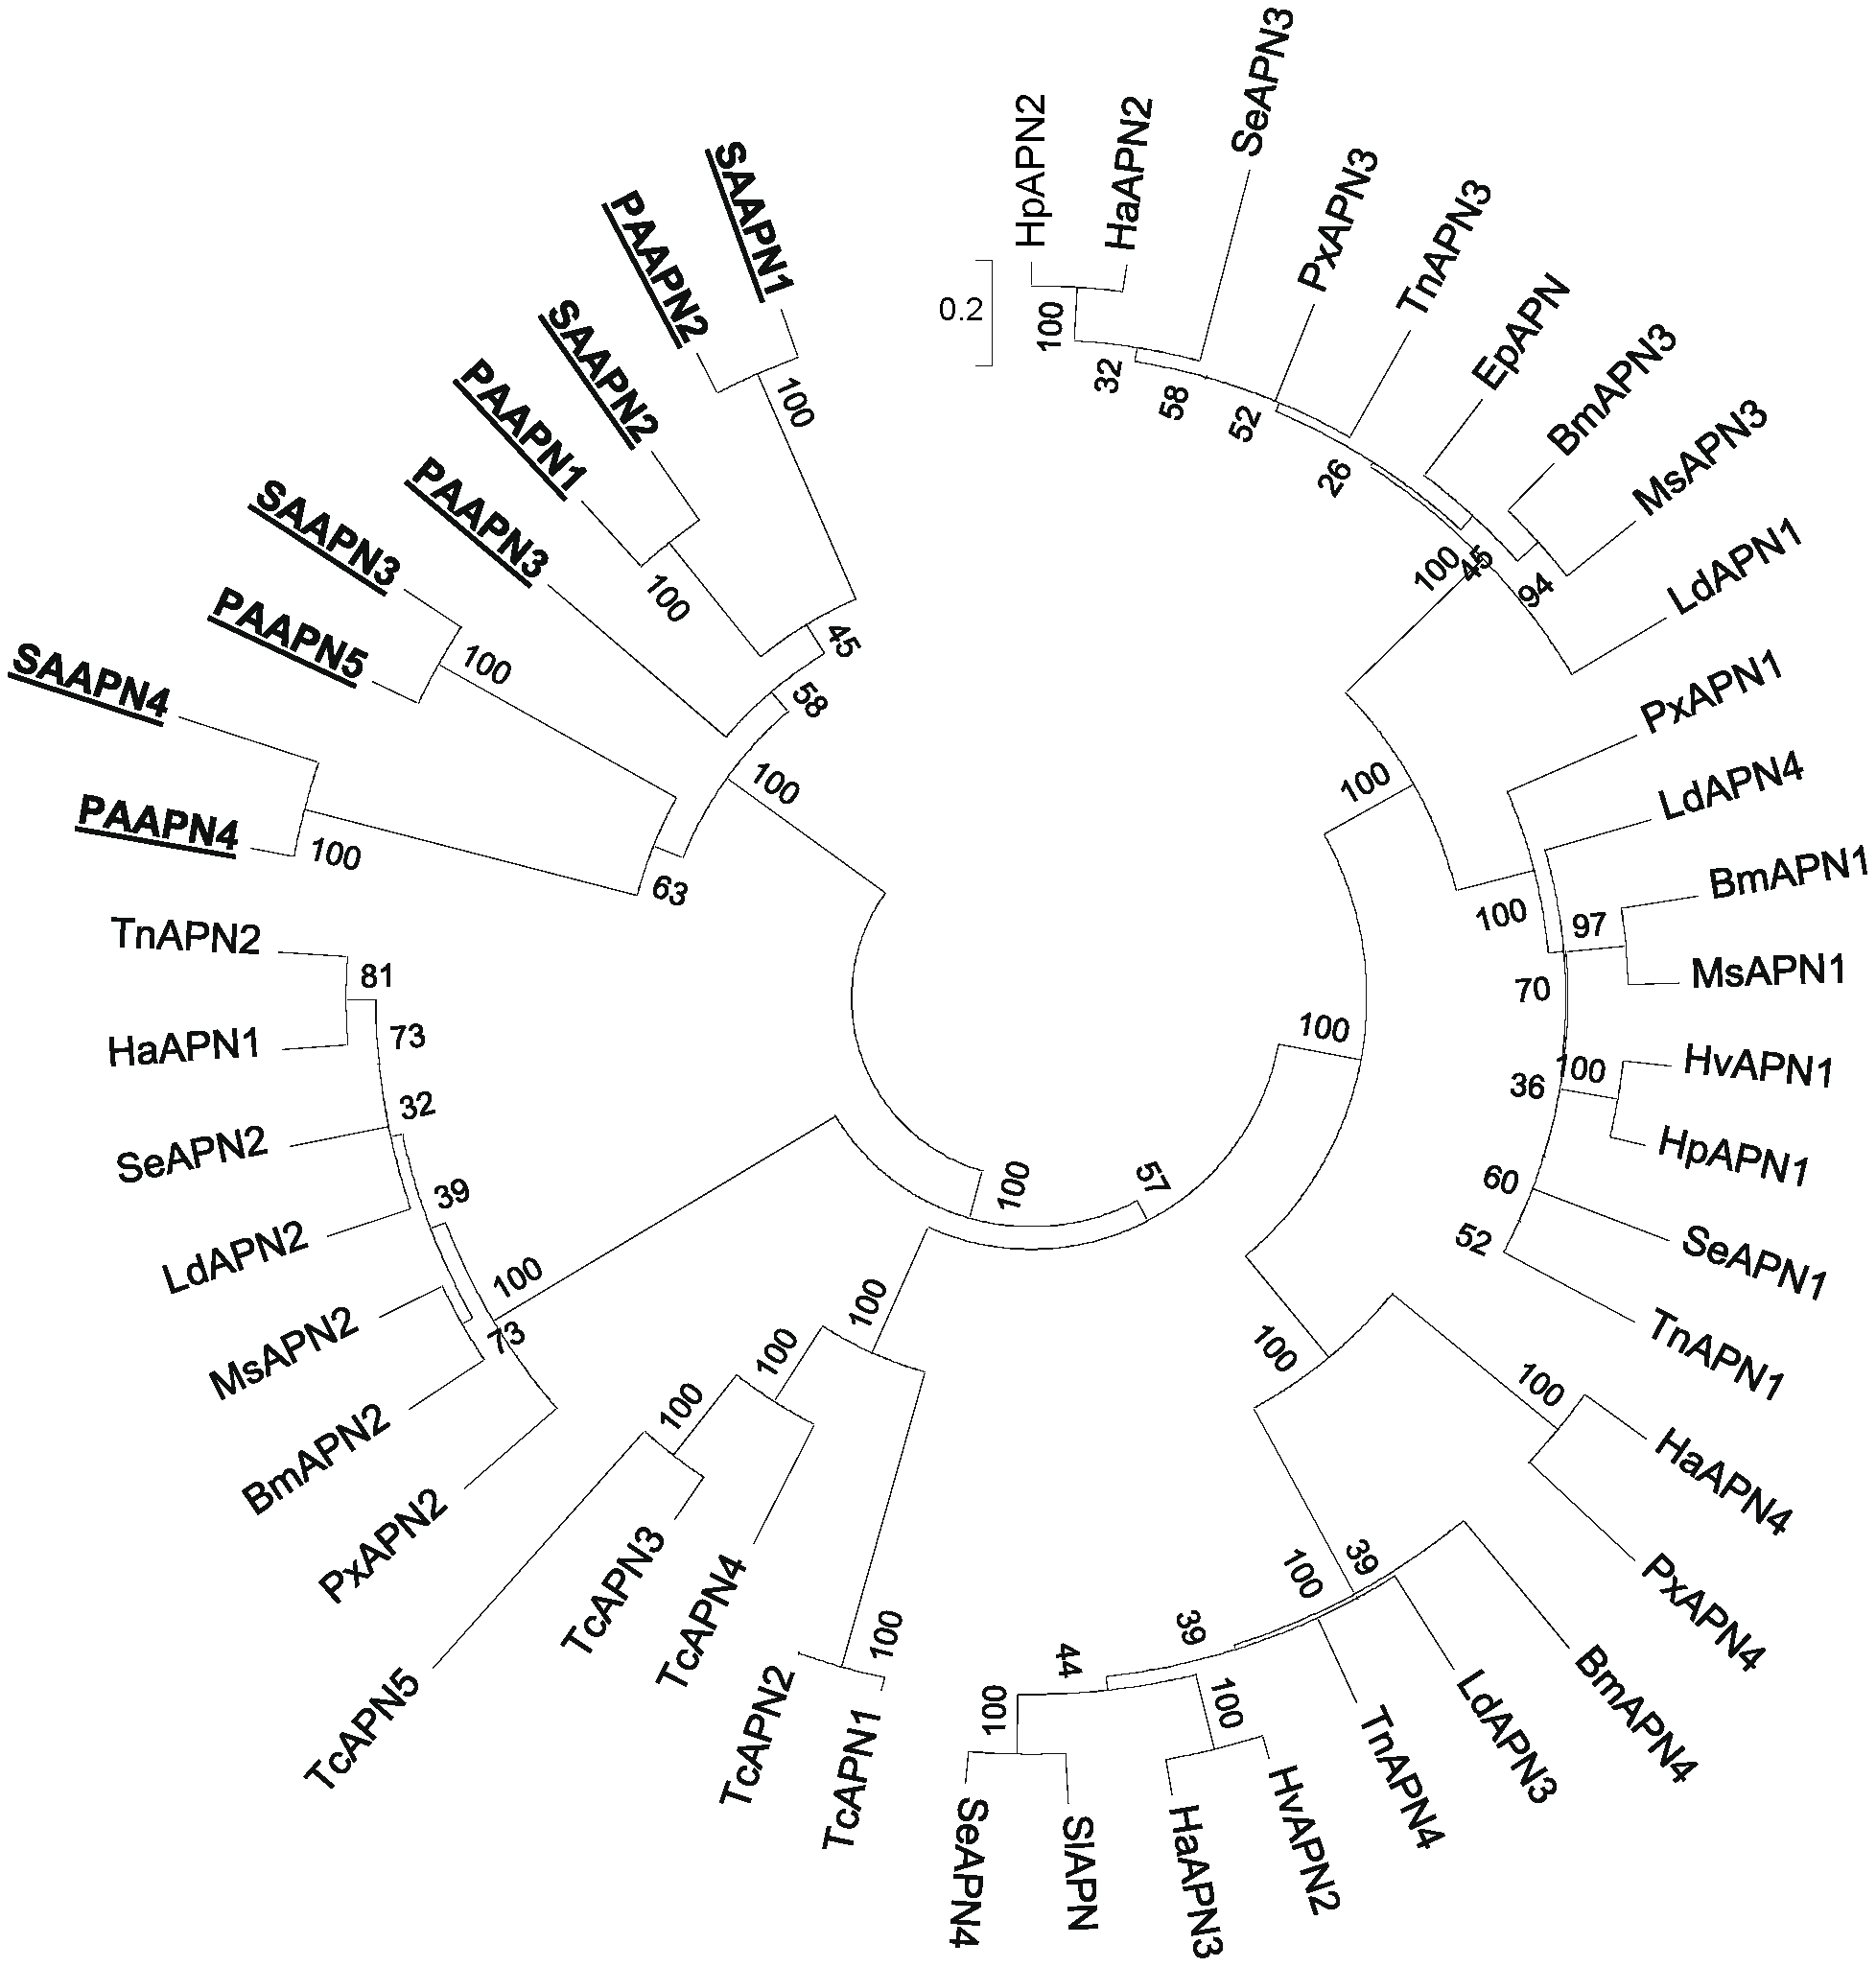 HpAPN2
HaAPN2
SeAPN3
PxAPN3
TnAPN3
EpAPN
BmAPN3
MsAPN3
LdAPN1
PxAPN1
LdAPN4
BmAPN1
MsAPN1
HvAPN1
HpAPN1
SeAPN1
TnAPN1
HaAPN4
PxAPN4
BmAPN4
LdAPN3
TnAPN4
HvAPN2
HaAPN3
SlAPN
SeAPN4
TcAPN1
TcAPN2
TcAPN4
TcAPN3
TcAPN5
PxAPN2
BmAPN2
MsAPN2
LdAPN2
SeAPN2
HaAPN1
TnAPN2
PAAPN4
SAAPN4
PAAPN5
SAAPN3
PAAPN3
PAAPN1
SAAPN2
PAAPN2
SAAPN1
0.2
100
32
58
52
26
100
45
94
100
100
97
70
100
36
60
52
100
100
100
39
100
39
44
100
100
57
100
100
100
100
100
100
73
39
32
73
81
63
100
100
100
58
45
100
100